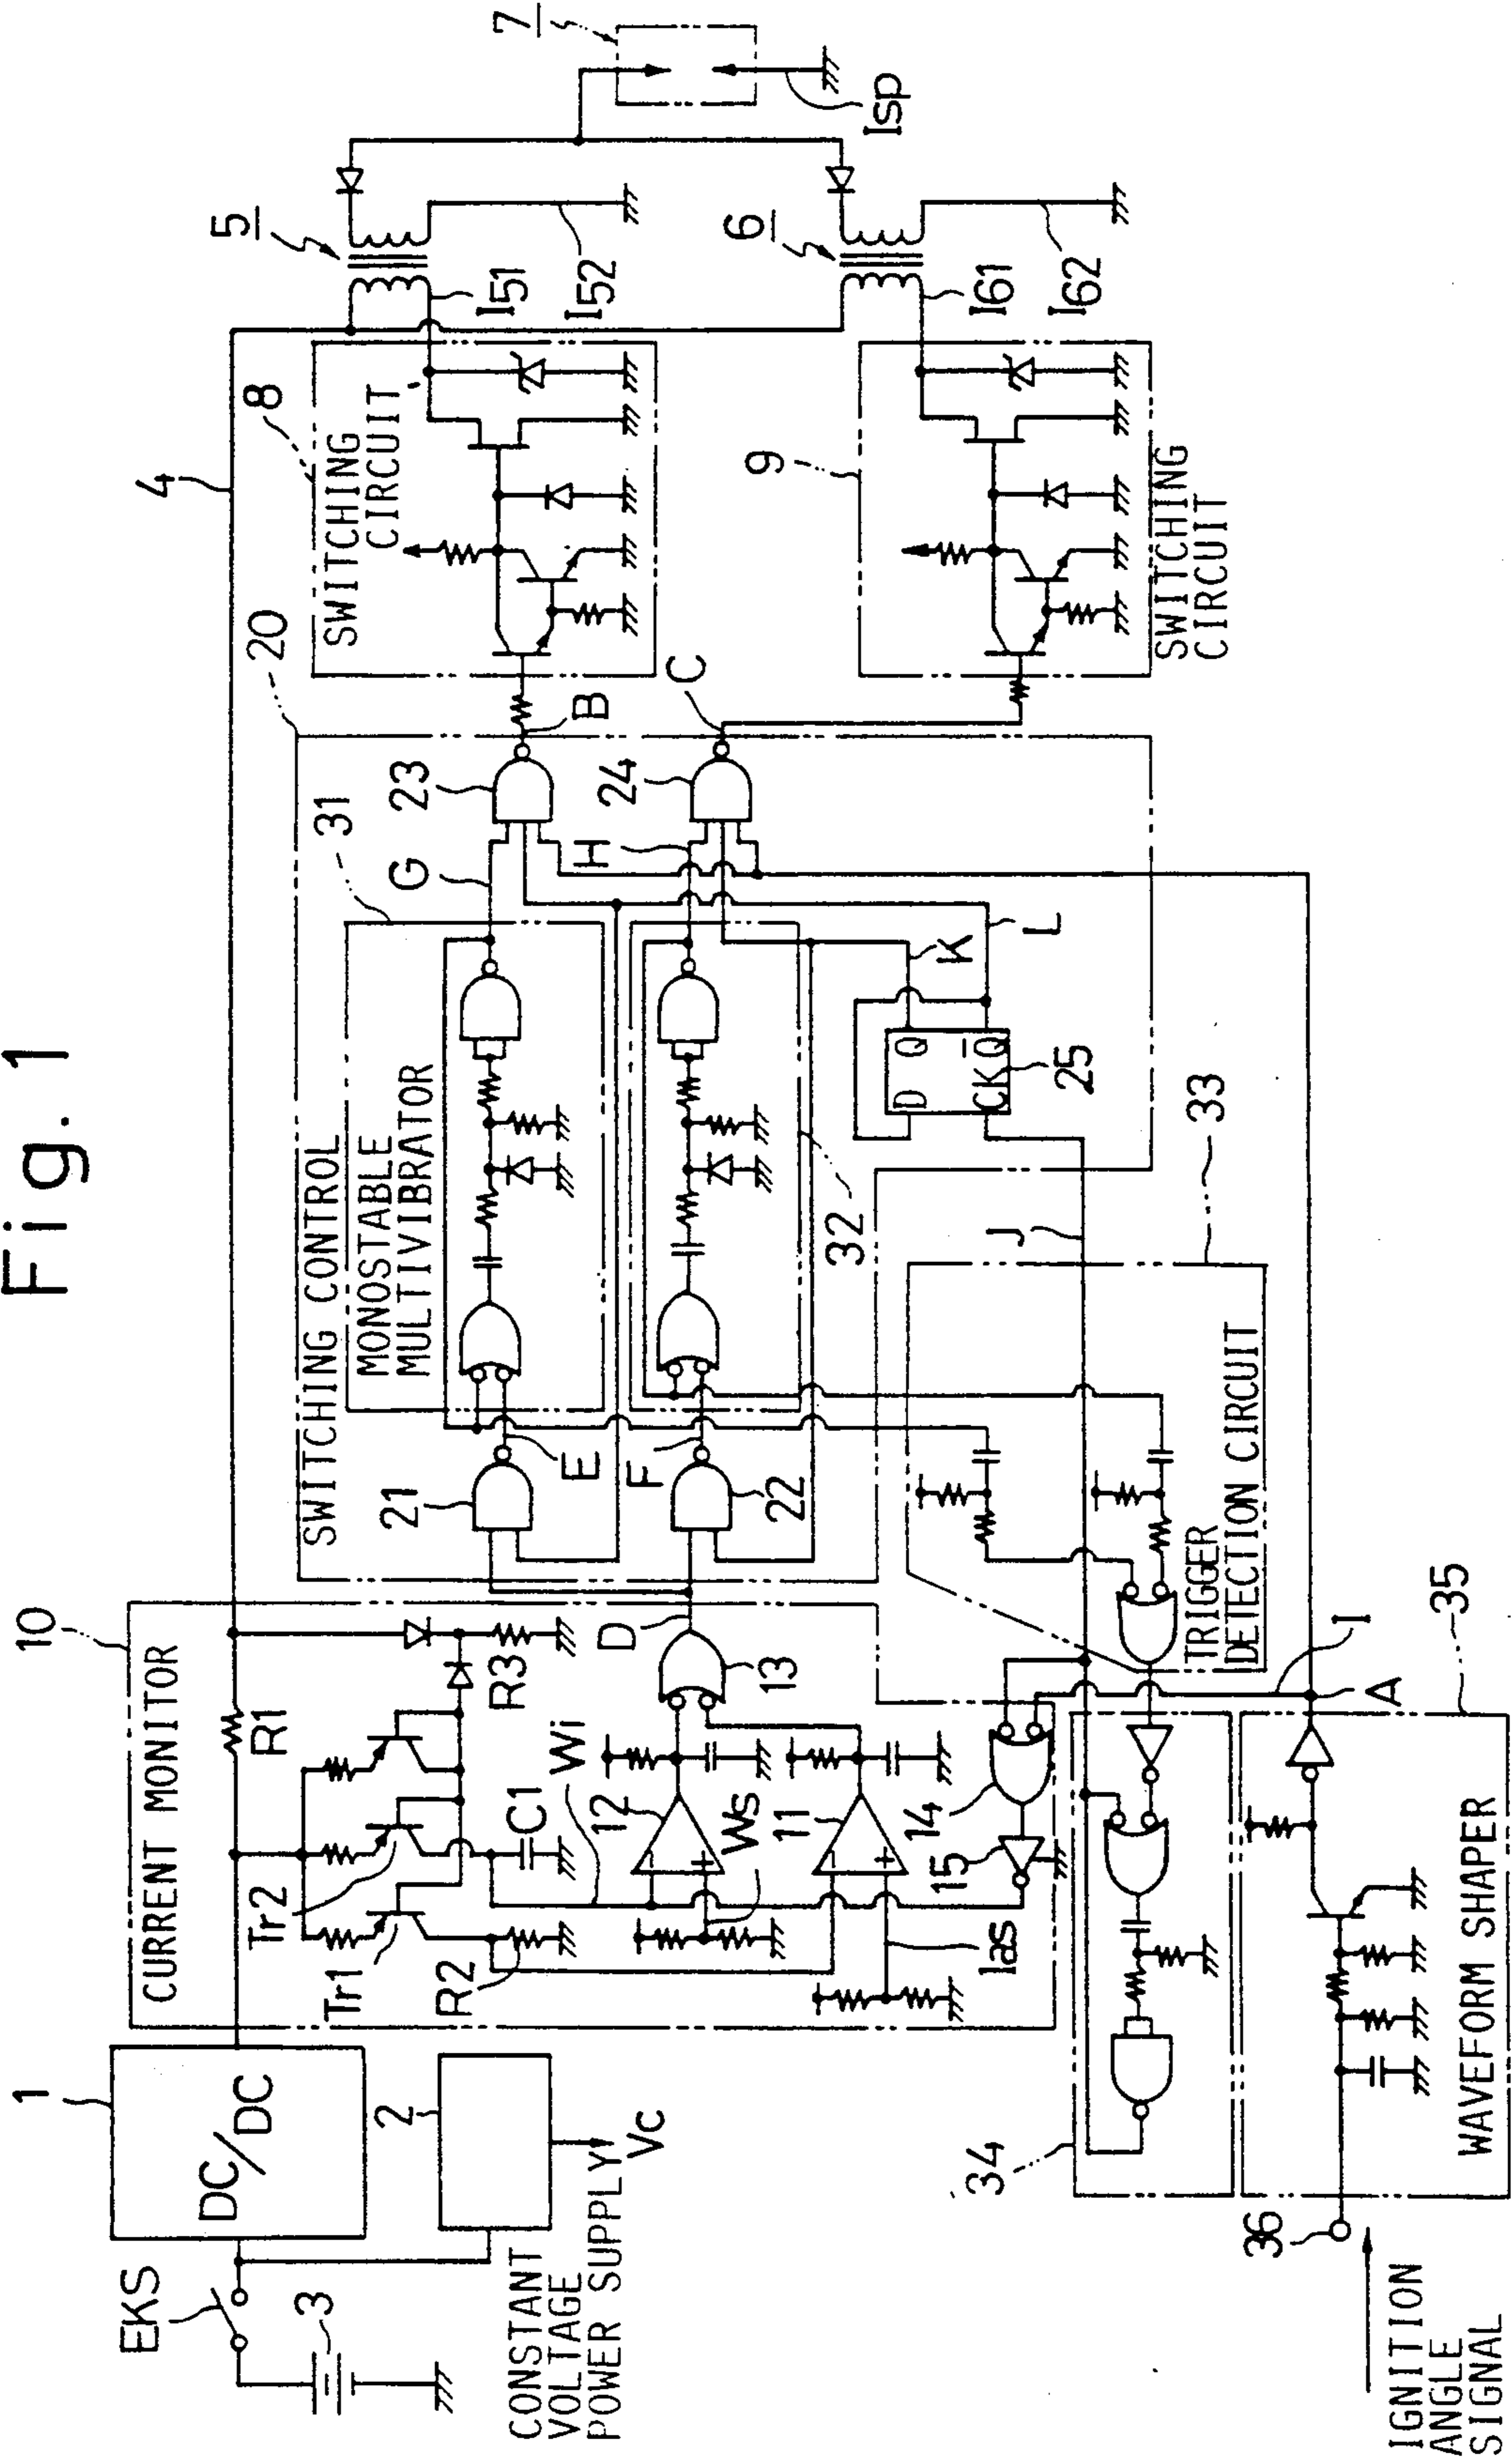 Fig. 1
EKS
3
1
DC/DC
2
Vc
CONSTANT
VOLTAGE
POWER SUPPLY
10
CURRENT MONITOR
R1
Tr2
Tr1
R2
R3
C1
Wi
12
Ws
11
Ias
13
14
15
D
4
20
SWITCHING CONTROL
MONOSTABLE
MULTIVIBRATOR
31
21
E
F
22
G
H
23
24
B
C
32
D
Q
CK
Q
25
K
L
J
33
TRIGGER
DETECTION CIRCUIT
34
35
WAVEFORM SHAPER
A
I
36
IGNITION
ANGLE
SIGNAL
8
SWITCHING
CIRCUIT
9
SWITCHING
CIRCUIT
5
I51
I52
6
I61
I62
7
Isp